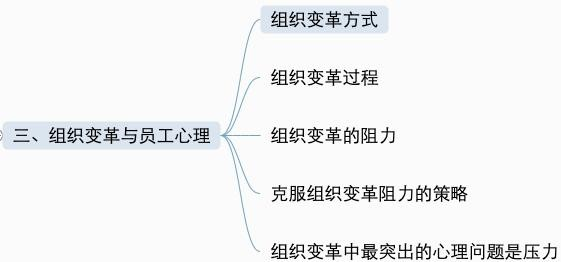 组织变革方式
组织变革过程
三、组织变革与员工心理
组织变革的阻力
克服组织变革阻力的策略
组织变革中最突出的心理问题是压力